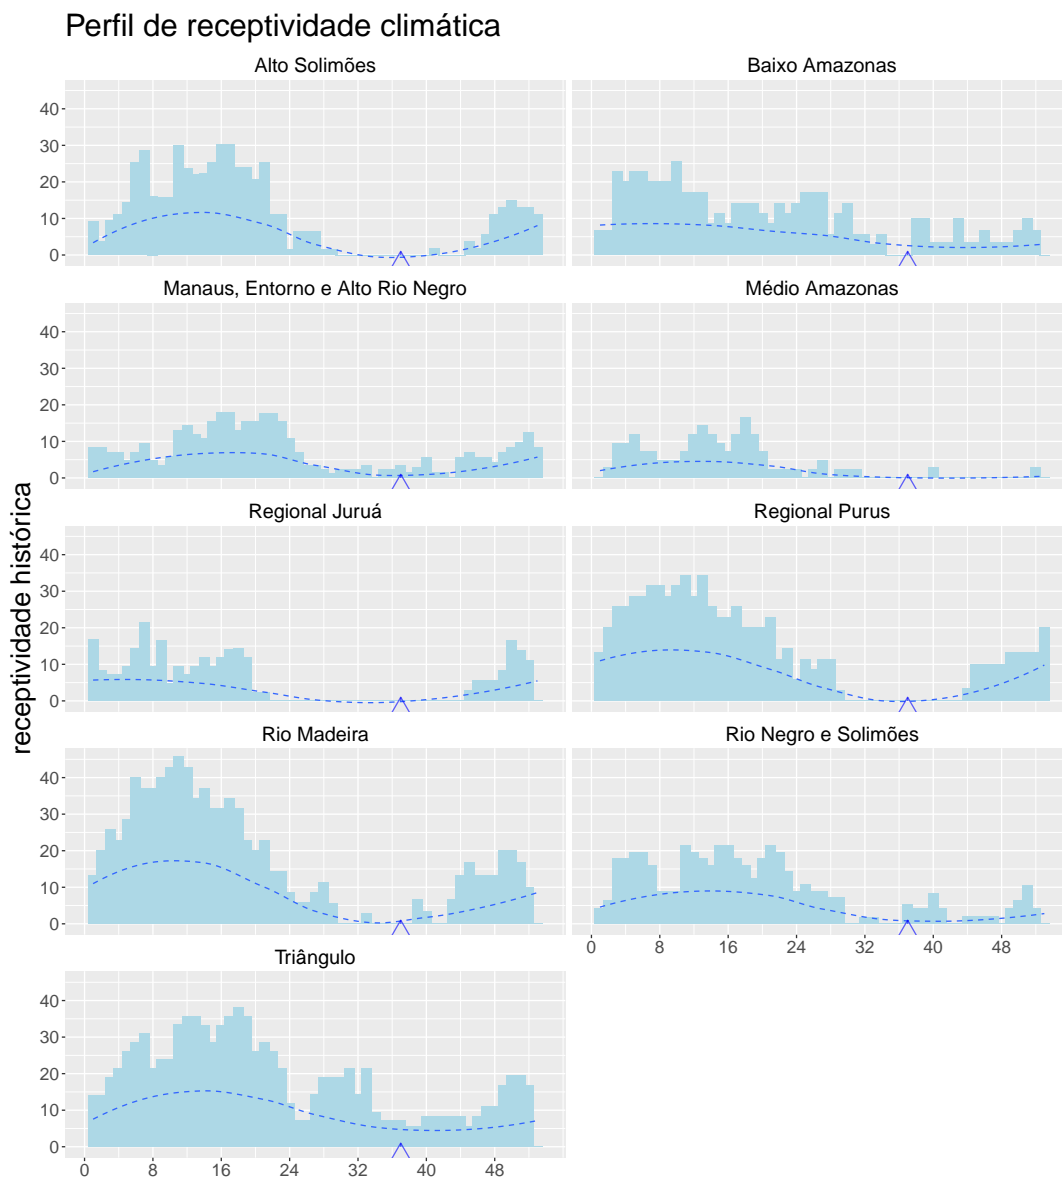 Perfil de receptividade climática
Alto Solimões
Baixo Amazonas
40
30
20
10
0
Manaus, Entorno e Alto Rio Negro
Médio Amazonas
40
30
20
10
0
Regional Juruá
Regional Purus
40
30
20
10
0
receptividade histórica
Rio Madeira
Rio Negro e Solimões
40
30
20
10
0
0 8 16 24 32 40 48
Triângulo
40
30
20
10
0
0 8 16 24 32 40 48